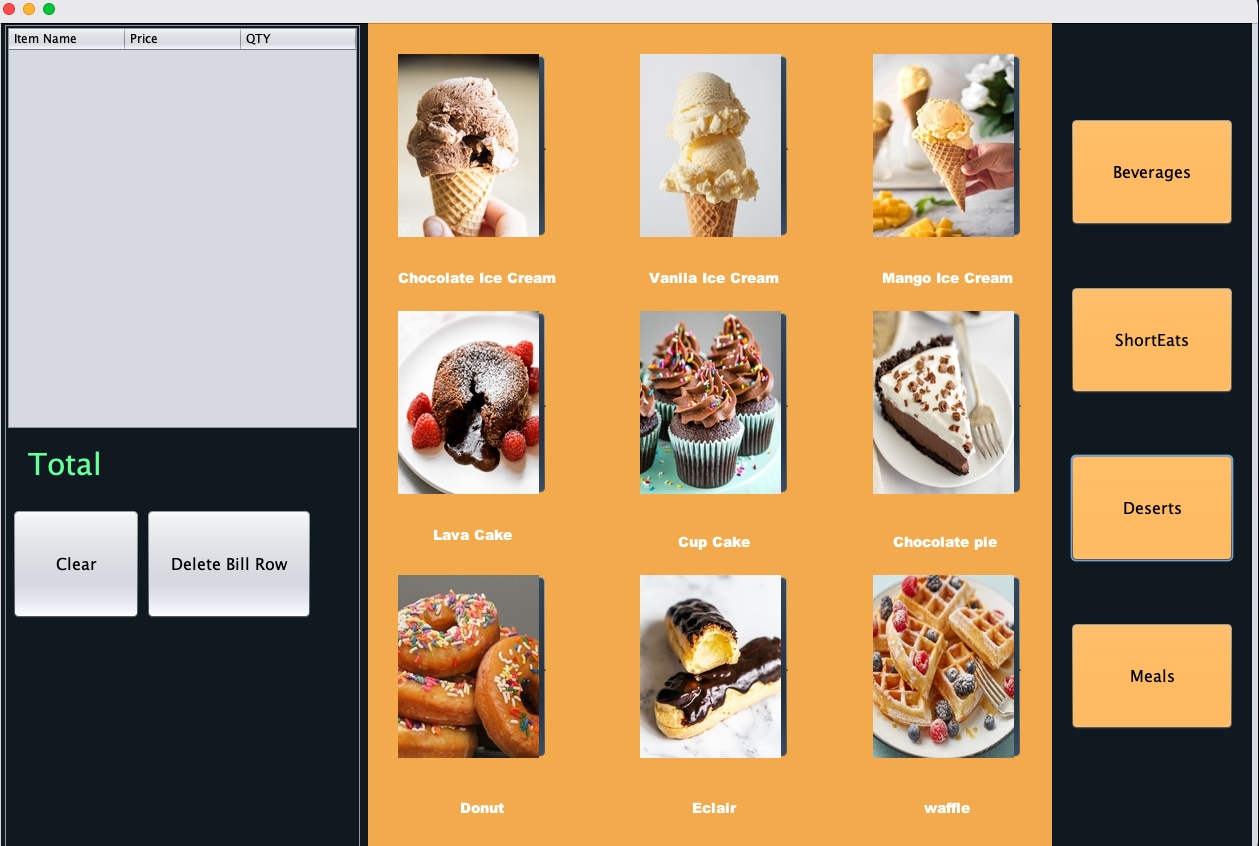 Item Name Price QTY
Chocolate Ice Cream Vanila Ice Cream Mango Ice Cream
Lava Cake Cup Cake Chocolate pie
Donut Eclair waffle
Total
Clear Delete Bill Row
Beverages
ShortEats
Deserts
Meals